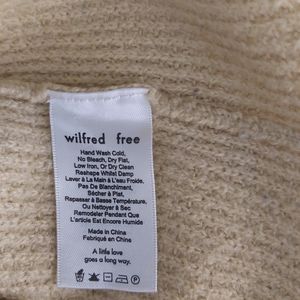 wilfred free
Hand Wash Cold,
No Bleach, Dry Flat,
Low Iron, Or Dry Clean
Reshape Whilst Damp
Laver À La Main À L'eau Froide.
Pas De Blanchiment,
Sécher à Plat,
Repasser à Basse Température,
Ou Nettoyer à Sec
Remodeler Pendant Que
L'article Est Encore Humide
Made in China
Fabriqué en Chine
A little love
goes a long way.
P